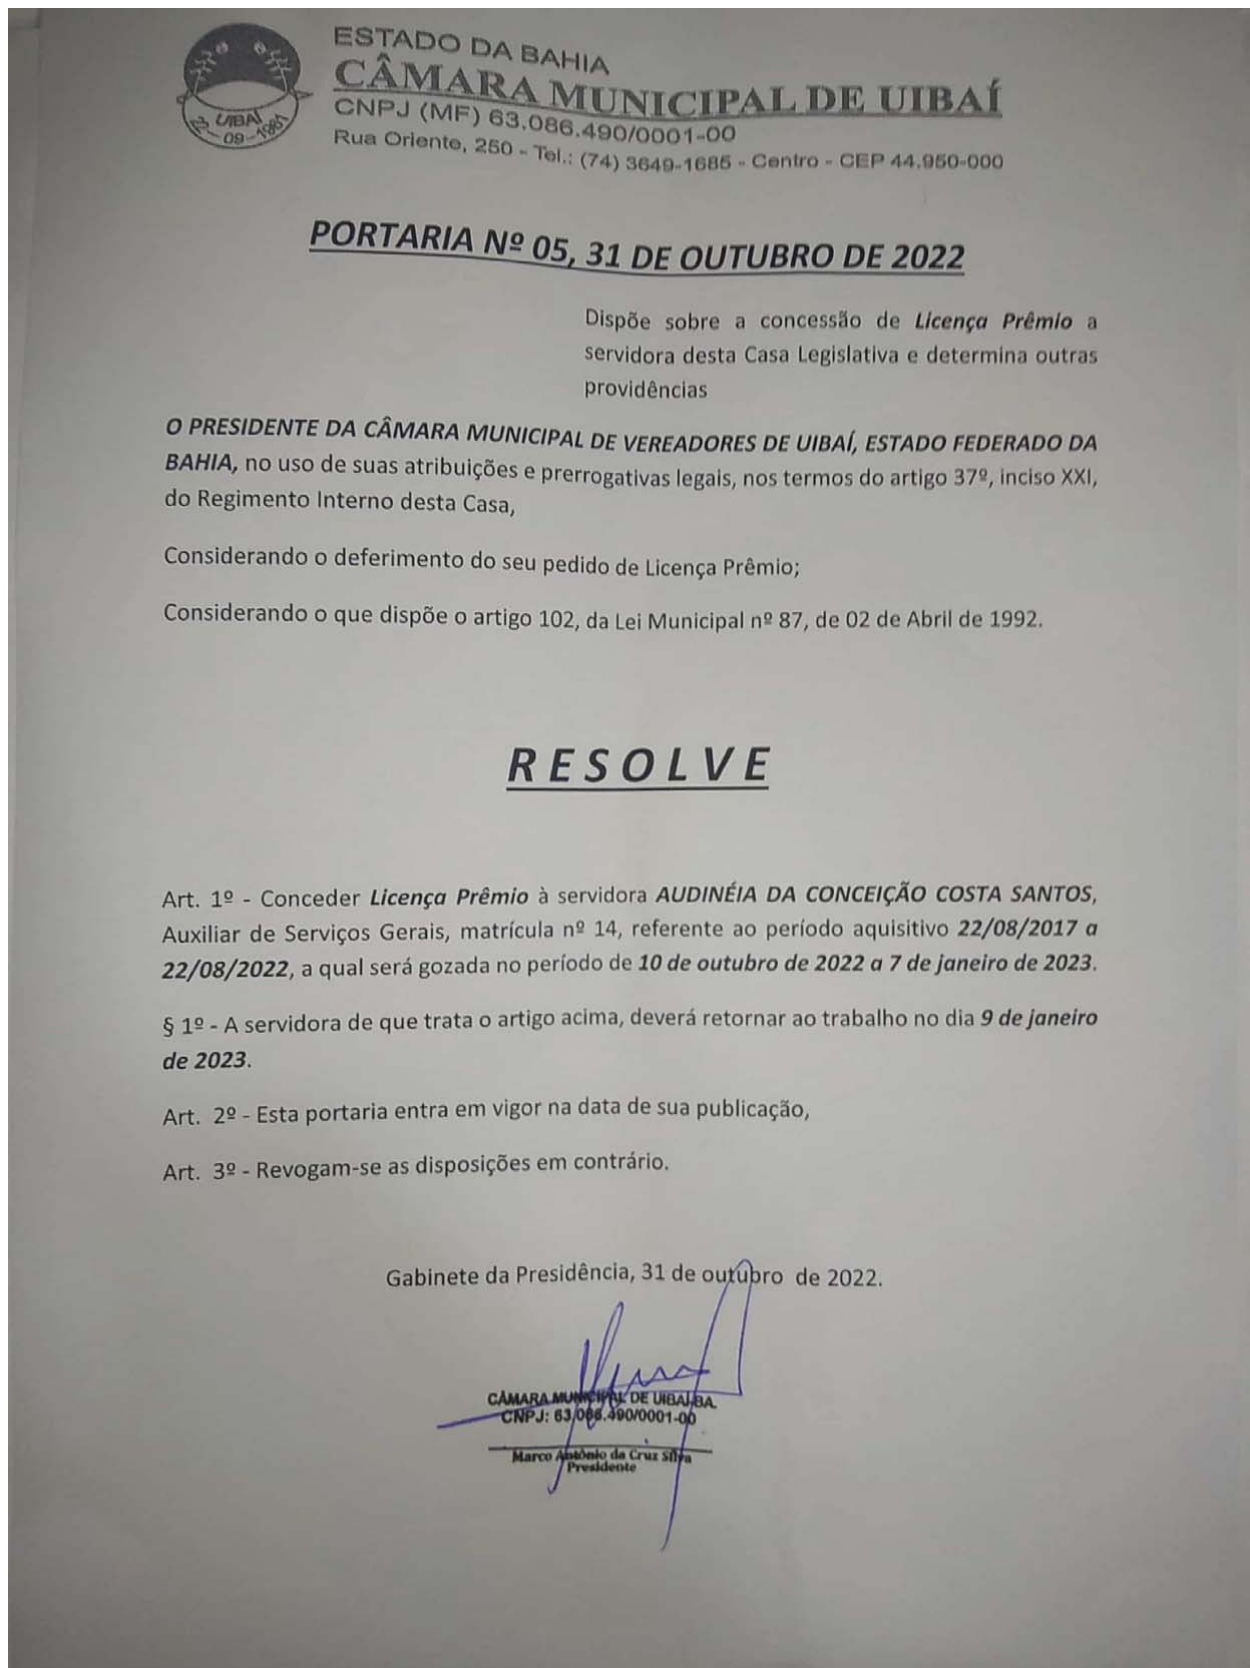 ESTADO DA BAHIA
CÂMARA MUNICIPAL DE UIBAÍ
CNPJ (MF) 63.086.490/0001-00
Rua Oriente, 250 - Tel.: (74) 3649-1685 - Centro - CEP 44.950-000
UIBAÍ
22-09-1961
PORTARIA Nº 05, 31 DE OUTUBRO DE 2022
Dispõe sobre a concessão de Licença Prêmio a
servidora desta Casa Legislativa e determina outras
providências
O PRESIDENTE DA CÂMARA MUNICIPAL DE VEREADORES DE UIBAÍ, ESTADO FEDERADO DA
BAHIA, no uso de suas atribuições e prerrogativas legais, nos termos do artigo 37º, inciso XXI,
do Regimento Interno desta Casa,
Considerando o deferimento do seu pedido de Licença Prêmio;
Considerando o que dispõe o artigo 102, da Lei Municipal nº 87, de 02 de Abril de 1992.
R E S O L V E
Art. 1º - Conceder Licença Prêmio à servidora AUDINÉIA DA CONCEIÇÃO COSTA SANTOS,
Auxiliar de Serviços Gerais, matrícula nº 14, referente ao período aquisitivo 22/08/2017 a
22/08/2022, a qual será gozada no período de 10 de outubro de 2022 a 7 de janeiro de 2023.
§ 1º - A servidora de que trata o artigo acima, deverá retornar ao trabalho no dia 9 de janeiro
de 2023.
Art. 2º - Esta portaria entra em vigor na data de sua publicação,
Art. 3º - Revogam-se as disposições em contrário.
Gabinete da Presidência, 31 de outubro de 2022.
CÂMARA MUNICIPAL DE UIBAÍ-BA.
CNPJ: 63.086.490/0001-00
Marco Antônio da Cruz Silva
Presidente